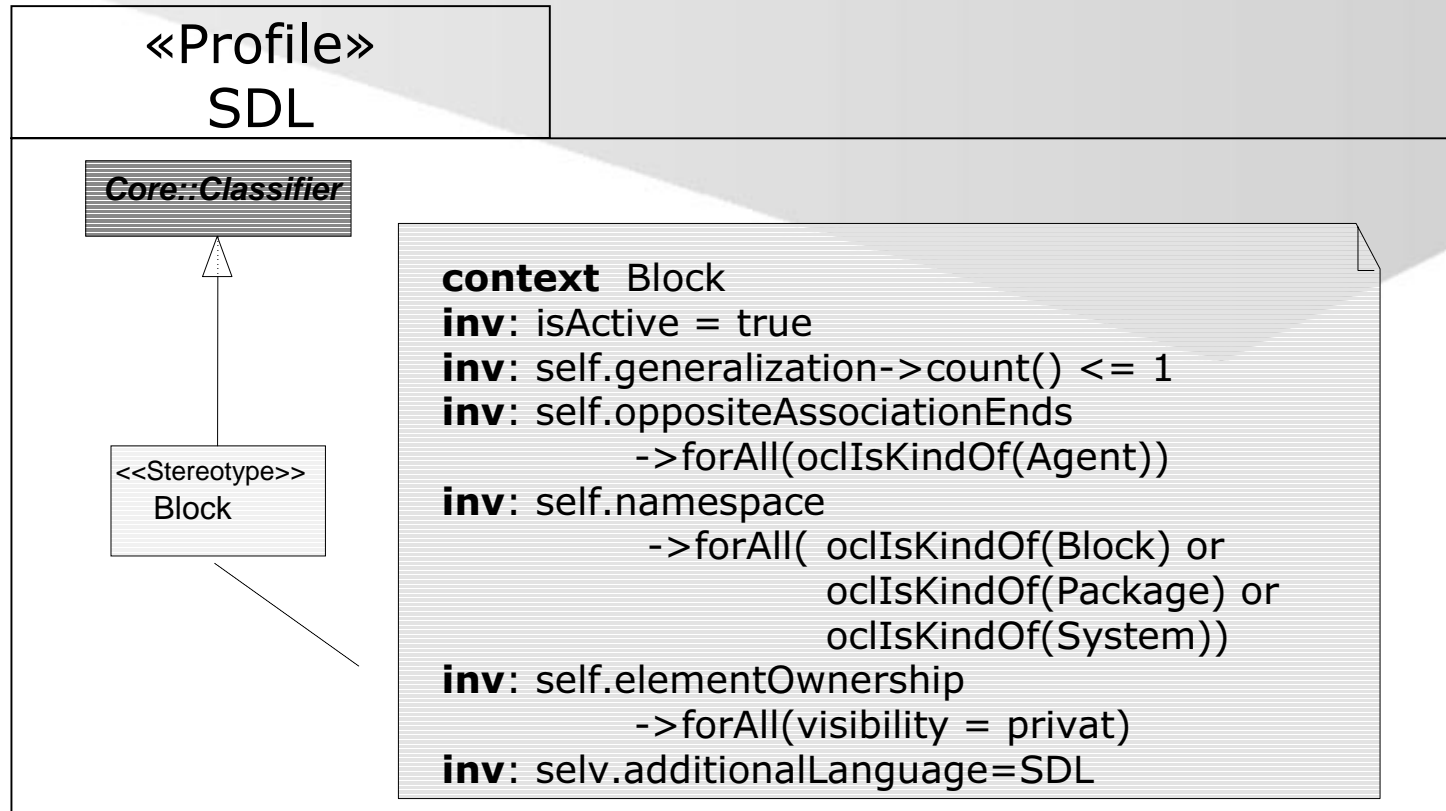 «Profile»
SDL
Core::Classifier
<<Stereotype>>
Block
context Block
inv: isActive = true
inv: self.generalization->count() <= 1
inv: self.oppositeAssociationEnds
->forAll(oclIsKindOf(Agent))
inv: self.namespace
->forAll( oclIsKindOf(Block) or
oclIsKindOf(Package) or
oclIsKindOf(System))
inv: self.elementOwnership
->forAll(visibility = privat)
inv: selv.additionalLanguage=SDL